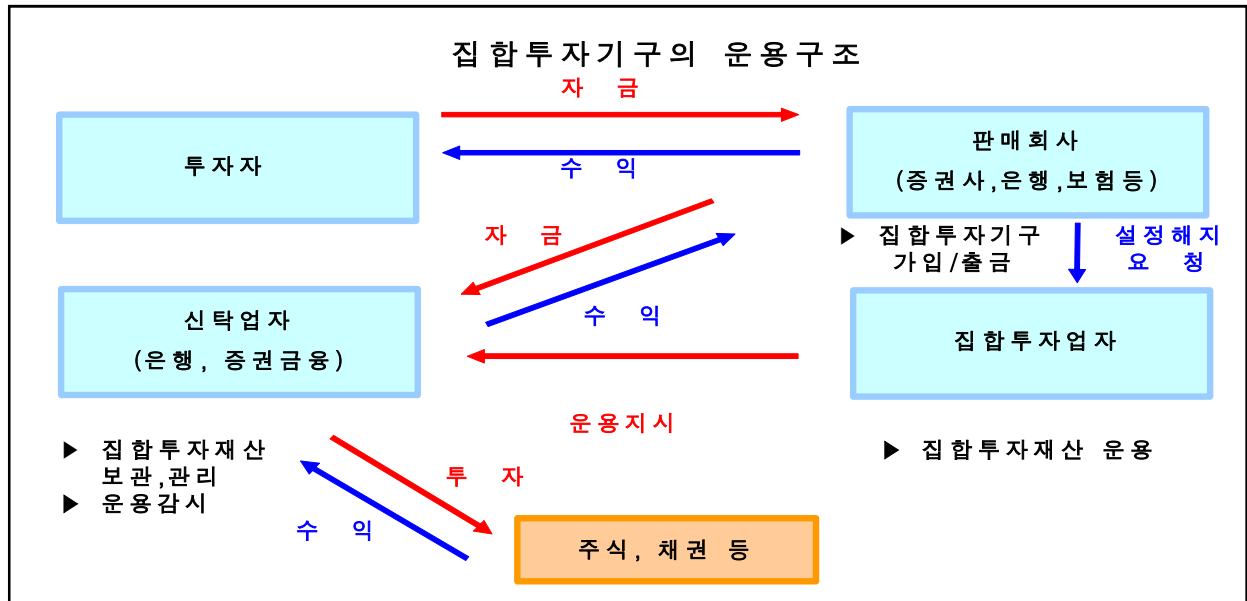 집합투자기구의 운용구조
자 금
투자자
수 익
판매회사
(증권사,은행,보험등)
자 금
▶ 집합투자기구
가입/출금
설정해지
요 청
신탁업자
(은행, 증권금융)
수 익
집합투자업자
운용지시
▶ 집합투자재산
보관,관리
▶ 운용감시
▶ 집합투자재산 운용
투 자
수 익
주식, 채권 등